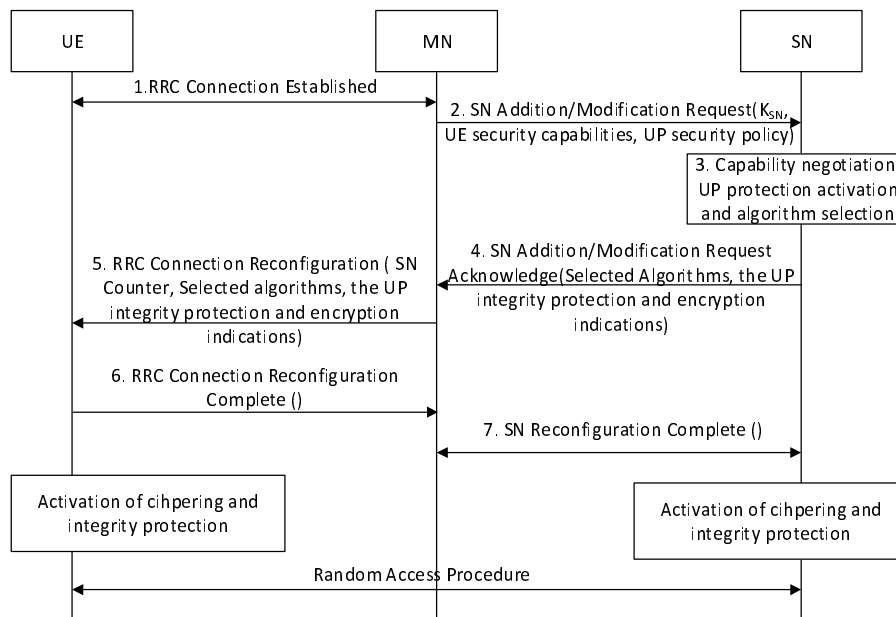 UE
MN
SN
1.RRC Connection Established
2. SN Addition/Modification Request(KSN,
UE security capabilities, UP security policy)
3. Capability negotiation
UP protection activation
and algorithm selection
4. SN Addition/Modification Request
Acknowledge(Selected Algorithms, the UP
integrity protection and encryption
indications)
5. RRC Connection Reconfiguration ( SN
Counter, Selected algorithms, the UP
integrity protection and encryption
indications)
6. RRC Connection Reconfiguration
Complete ()
7. SN Reconfiguration Complete ()
Activation of cihpering and
integrity protection
Activation of cihpering and
integrity protection
Random Access Procedure